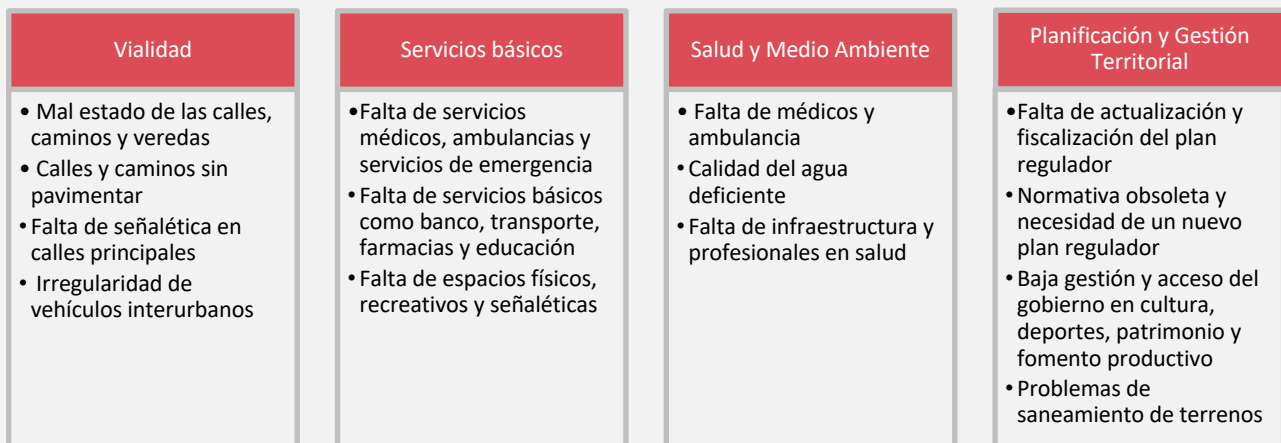 Vialidad
• Mal estado de las calles,
caminos y veredas
• Calles y caminos sin
pavimentar
• Falta de señalética en
calles principales
• Irregularidad de
vehículos interurbanos
Servicios básicos
•Falta de servicios
médicos, ambulancias y
servicios de emergencia
•Falta de servicios básicos
como banco, transporte,
farmacias y educación
•Falta de espacios físicos,
recreativos y señaléticas
Salud y Medio Ambiente
• Falta de médicos y
ambulancia
•Calidad del agua
deficiente
•Falta de infraestructura y
profesionales en salud
Planificación y Gestión
Territorial
•Falta de actualización y
fiscalización del plan
regulador
•Normativa obsoleta y
necesidad de un nuevo
plan regulador
•Baja gestión y acceso del
gobierno en cultura,
deportes, patrimonio y
fomento productivo
•Problemas de
saneamiento de terrenos